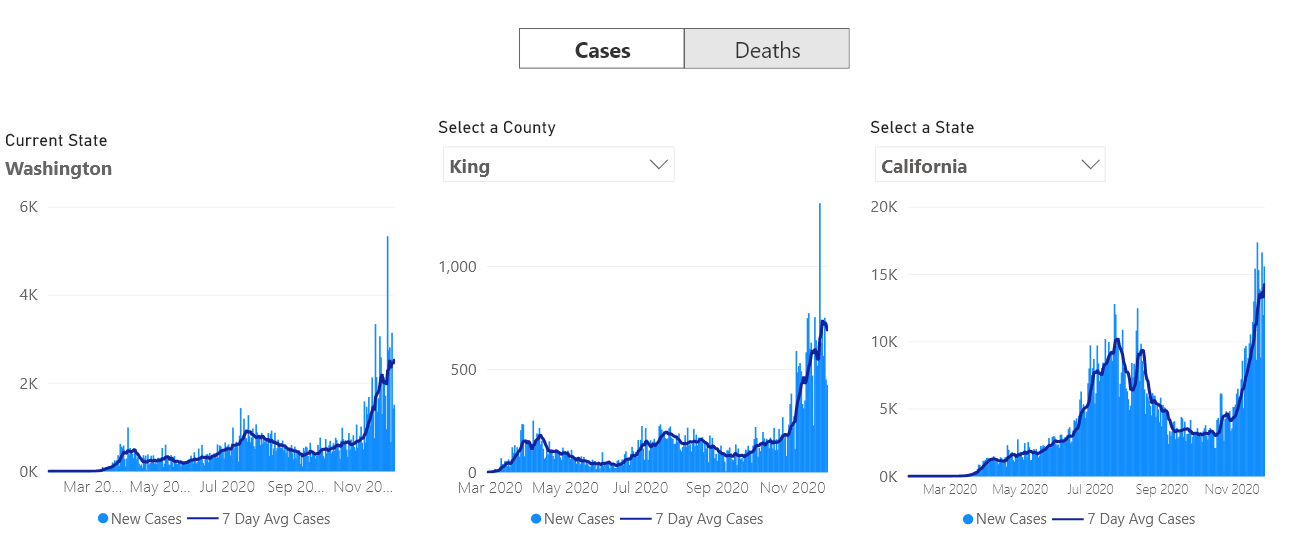 Cases Deaths
Current State
Washington
Select a County
King
Select a State
California
6K
4K
2K
0K
Mar 20... May 20... Jul 2020 Sep 20... Nov 20...
New Cases 7 Day Avg Cases
1,000
500
0
Mar 2020 May 2020 Jul 2020 Sep 2020 Nov 2020
New Cases 7 Day Avg Cases
20K
15K
10K
5K
0K
Mar 2020 May 2020 Jul 2020 Sep 2020 Nov 2020
New Cases 7 Day Avg Cases